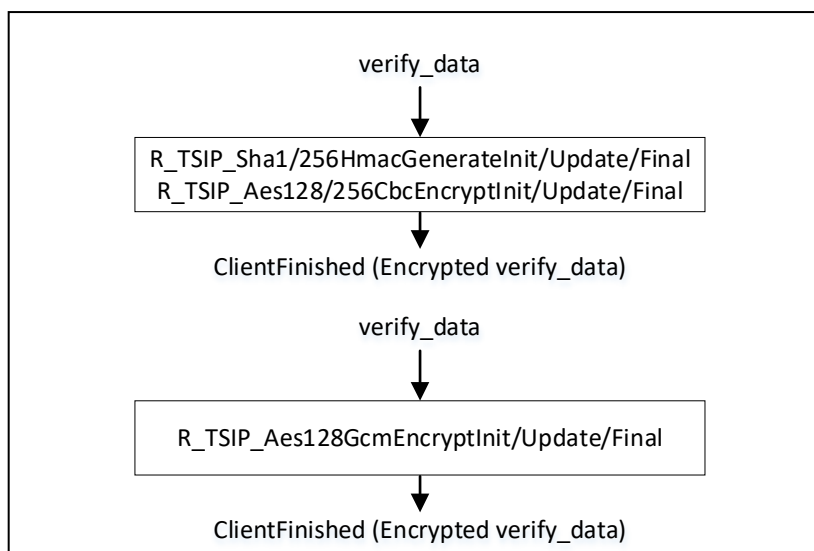 verify_data
R_TSIP_Sha1/256HmacGenerateInit/Update/Final
R_TSIP_Aes128/256CbcEncryptInit/Update/Final
ClientFinished (Encrypted verify_data)
verify_data
R_TSIP_Aes128GcmEncryptInit/Update/Final
ClientFinished (Encrypted verify_data)